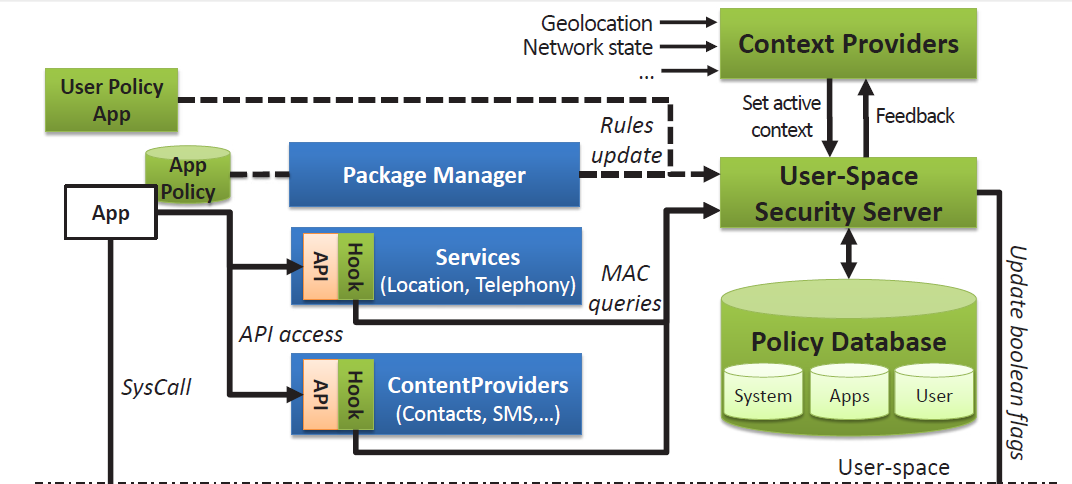 Geolocation
Network state
...
Context Providers
User Policy
App
Set active
context
Feedback
Rules
update
App
Policy
Package Manager
User-Space
Security Server
App
API
Hook
Services
(Location, Telephony)
MAC
queries
Update boolean flags
API access
Policy Database
System
Apps
User
SysCall
API
Hook
ContentProviders
(Contacts, SMS,...)
User-space